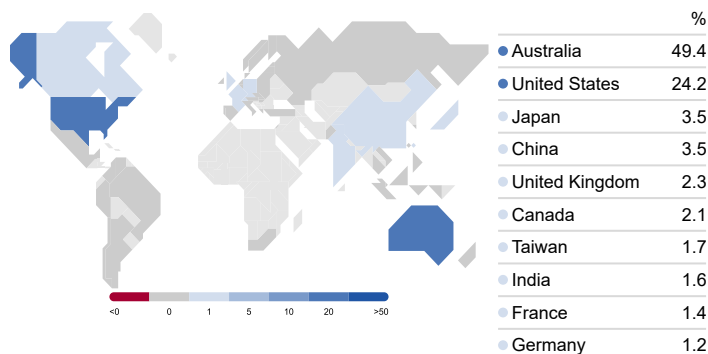 %
Australia 49.4
United States 24.2
Japan 3.5
China 3.5
United Kingdom 2.3
Canada 2.1
Taiwan 1.7
India 1.6
France 1.4
Germany 1.2
<0 0 1 5 10 20 >50